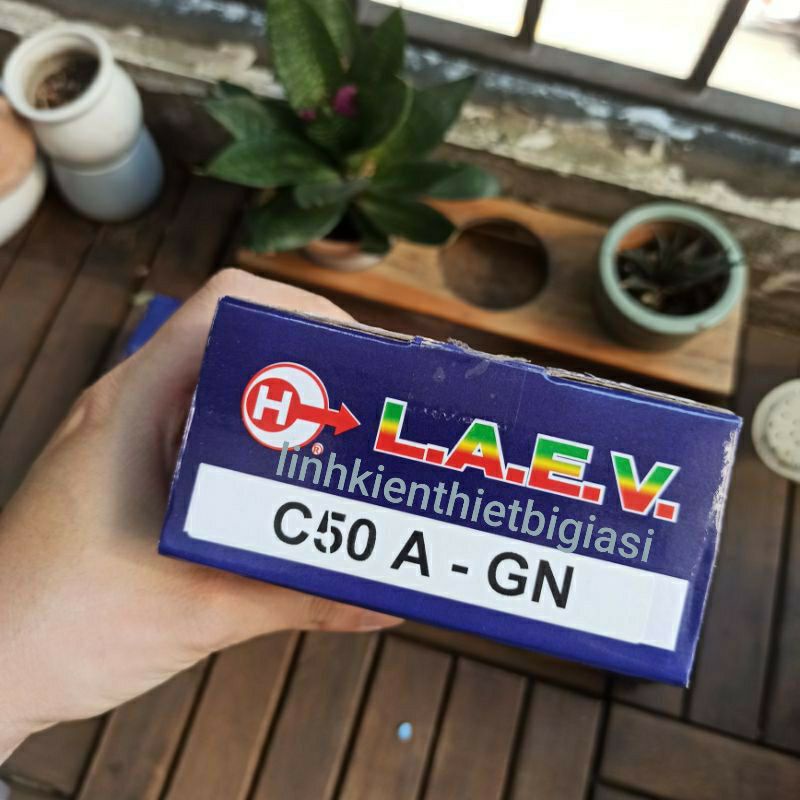 H
L.A.E.V.
®
linhkienthietbigiasi
C50 A - GN